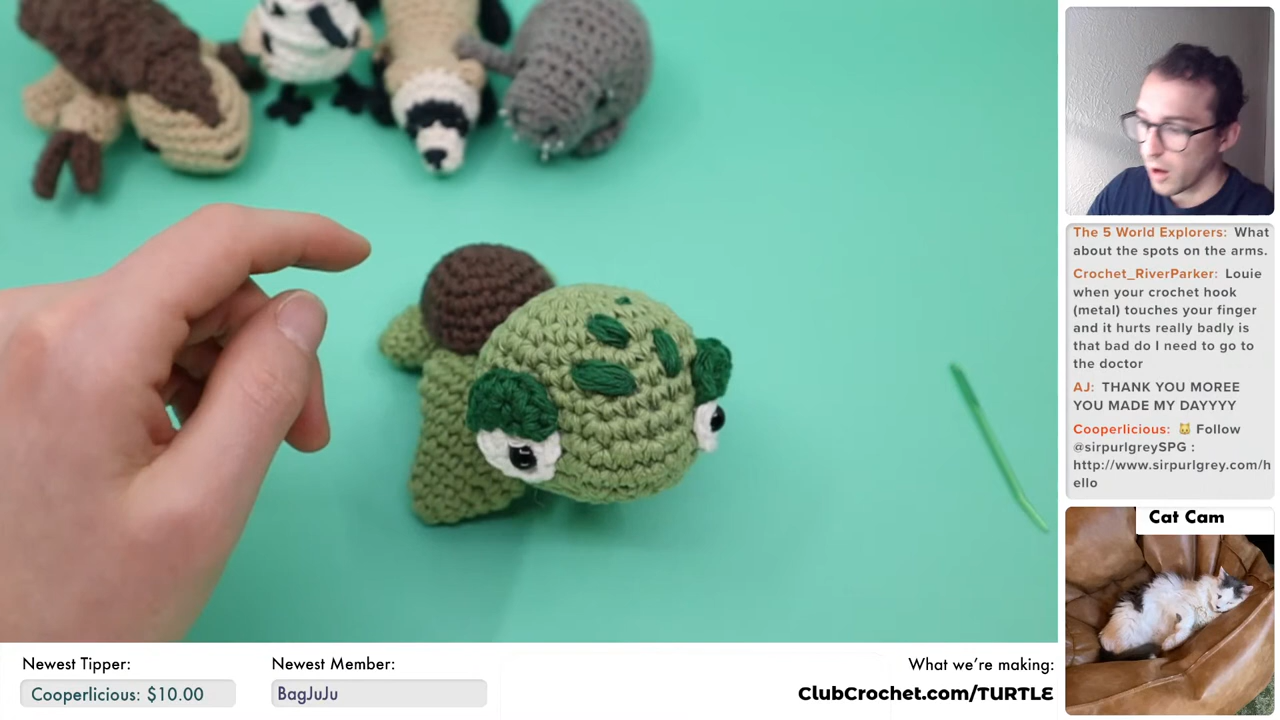 The 5 World Explorers: What
about the spots on the arms.
Crochet_RiverParker: Louie
when your crochet hook
(metal) touches your finger
and it hurts really badly is
that bad do I need to go to
the doctor
AJ: THANK YOU MOREE
YOU MADE MY DAYYYY
Cooperlicious: 🐱 Follow
@sirpurlgreySPG :
http://www.sirpurlgrey.com/h
ello
Cat Cam
Newest Tipper:
Cooperlicious: $10.00
Newest Member:
BagJuJu
What we're making:
ClubCrochet.com/TURTLE